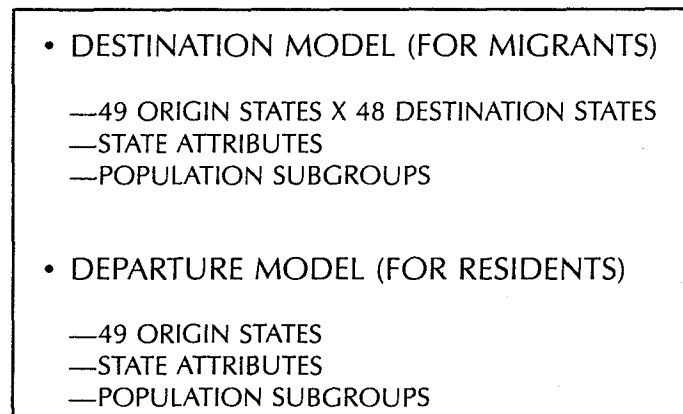 • DESTINATION MODEL (FOR MIGRANTS)
—49 ORIGIN STATES X 48 DESTINATION STATES
—STATE ATTRIBUTES
—POPULATION SUBGROUPS
• DEPARTURE MODEL (FOR RESIDENTS)
—49 ORIGIN STATES
—STATE ATTRIBUTES
—POPULATION SUBGROUPS